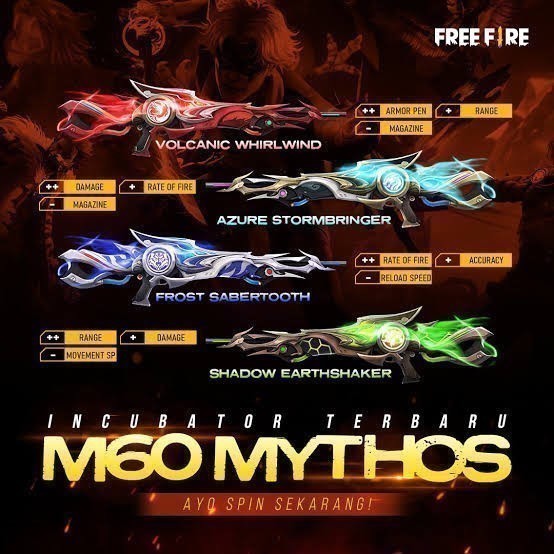 FREE FIRE
++ ARMOR PEN + RANGE
- MAGAZINE
VOLCANIC WHIRLWIND
++ DAMAGE + RATE OF FIRE
- MAGAZINE
AZURE STORMBRINGER
++ RATE OF FIRE + ACCURACY
- RELOAD SPEED
FROST SABERTOOTH
++ RANGE + DAMAGE
- MOVEMENT SP
SHADOW EARTHSHAKER
INCUBATOR TERBARU
M60 MYTHOS
AYO SPIN SEKARANG!